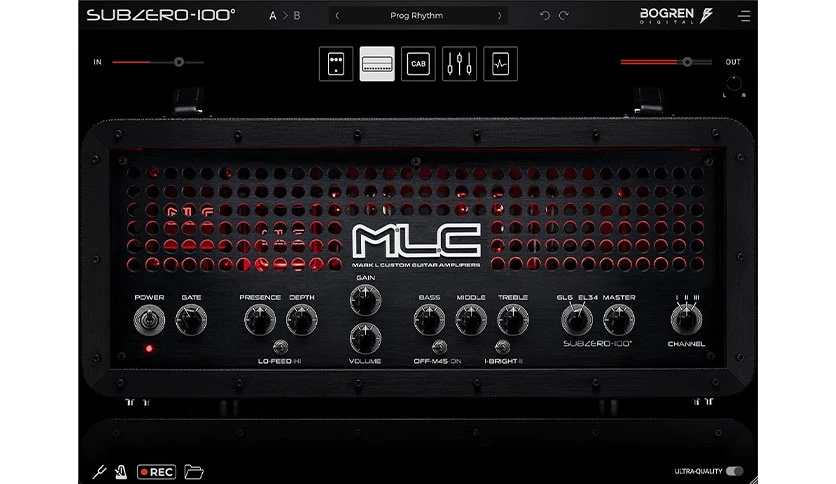 SUBZERO-100°
A > B
Prog Rhythm
BOGREN
DIGITAL
IN
CAB
OUT
L R
MLC
MARK L CUSTOM GUITAR AMPLIFIERS
GAIN
POWER GATE PRESENCE DEPTH BASS MIDDLE TREBLE 6L6 EL34 MASTER I II III
SUBZERO-100° CHANNEL
LO-FEED-HI VOLUME OFF-M45-ON I-BRIGHT-II
REC
ULTRA-QUALITY